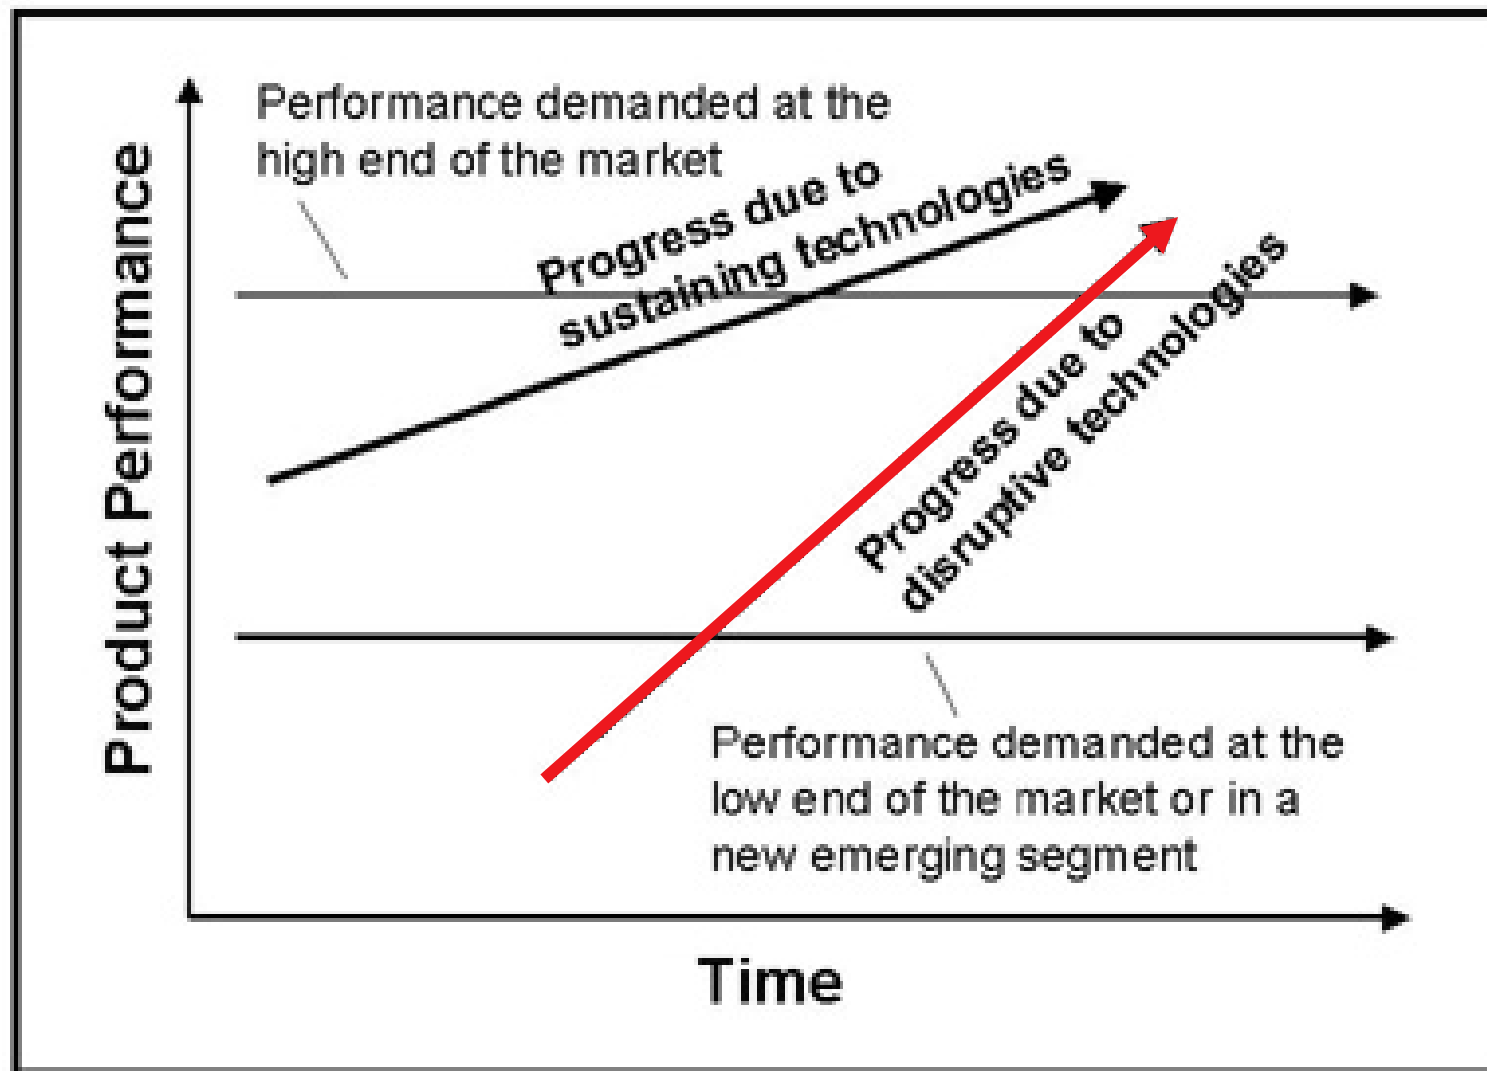 Performance demanded at the
high end of the market
Progress due to
sustaining technologies
Product Performance
Progress due to
disruptive technologies
Performance demanded at the
low end of the market or in a
new emerging segment
Time